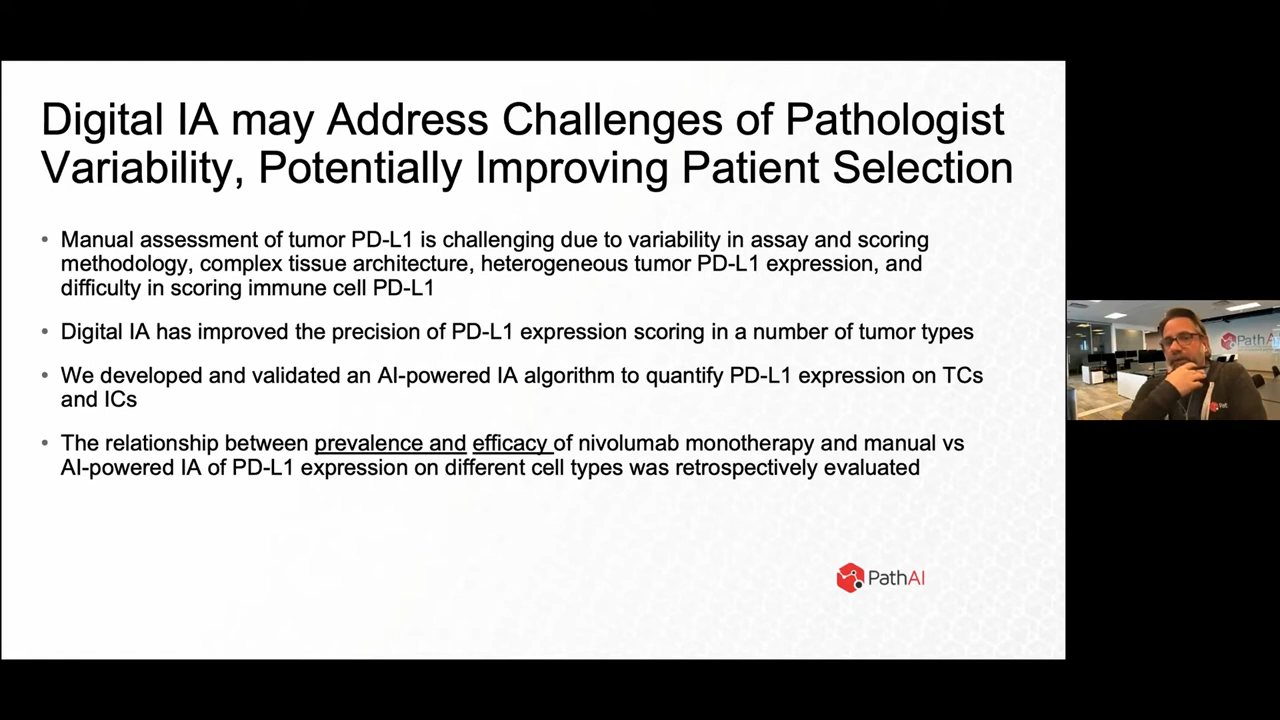 Digital IA may Address Challenges of Pathologist
Variability, Potentially Improving Patient Selection
• Manual assessment of tumor PD-L1 is challenging due to variability in assay and scoring
methodology, complex tissue architecture, heterogeneous tumor PD-L1 expression, and
difficulty in scoring immune cell PD-L1
• Digital IA has improved the precision of PD-L1 expression scoring in a number of tumor types
• We developed and validated an AI-powered IA algorithm to quantify PD-L1 expression on TCs
and ICs
• The relationship between prevalence and efficacy of nivolumab monotherapy and manual vs
AI-powered IA of PD-L1 expression on different cell types was retrospectively evaluated
PathAI
PathAI